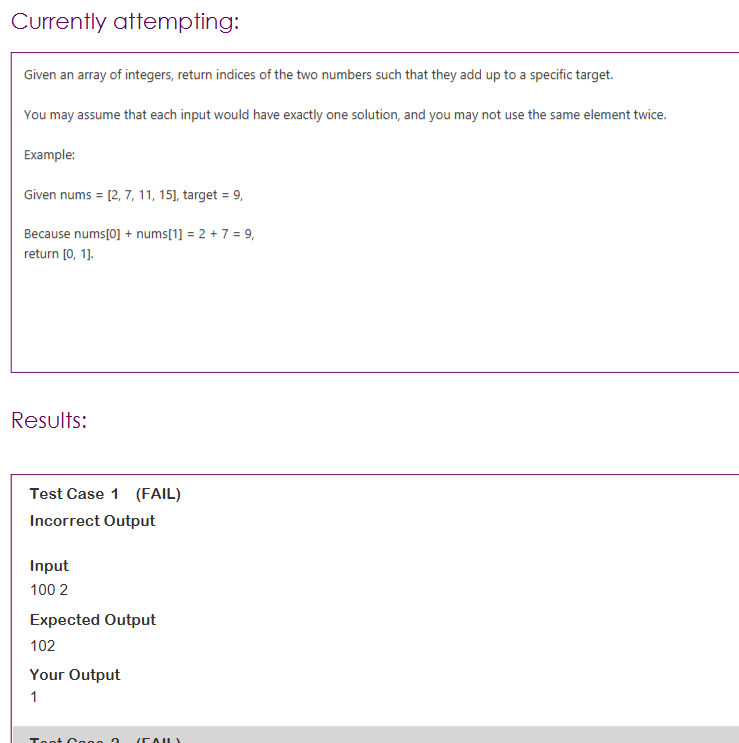 Currently attempting:
Given an array of integers, return indices of the two numbers such that they add up to a specific target.
You may assume that each input would have exactly one solution, and you may not use the same element twice.
Example:
Given nums = [2, 7, 11, 15], target = 9,
Because nums[0] + nums[1] = 2 + 7 = 9,
return [0, 1].
Results:
Test Case 1 (FAIL)
Incorrect Output
Input
100 2
Expected Output
102
Your Output
1
Test Case 2 (FAIL)